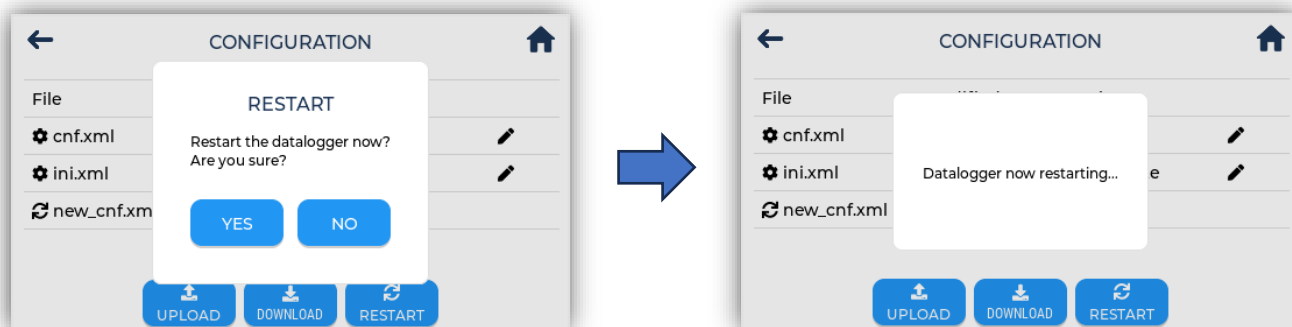 CONFIGURATION
File
cnf.xml
ini.xml
new_cnf.xm
RESTART
Restart the datalogger now?
Are you sure?
YES NO
UPLOAD DOWNLOAD RESTART
CONFIGURATION
File
cnf.xml
ini.xml
new_cnf.xml
Datalogger now restarting...
e
UPLOAD DOWNLOAD RESTART